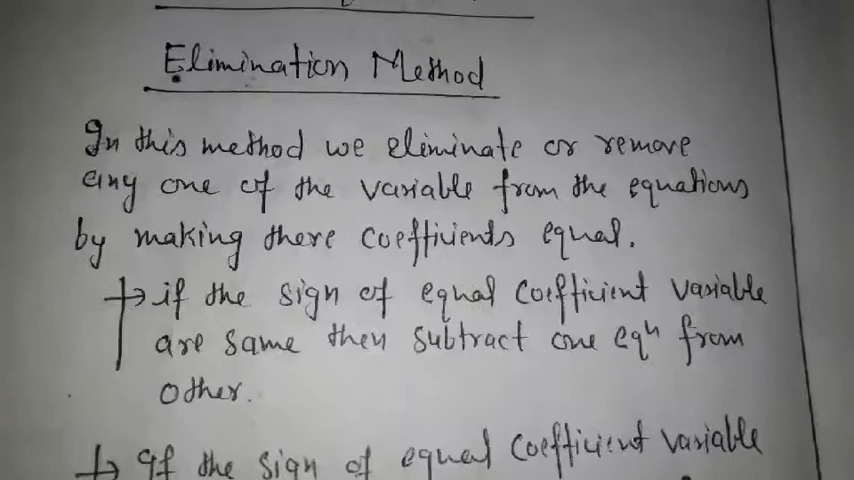 Elimination Method
In this method we eliminate or remove
any one of the variable from the equations
by making there coefficients equal.
→ if the sign of equal coefficient variable
are same then subtract one eqn from
other.
→ If the sign of equal coefficient variable